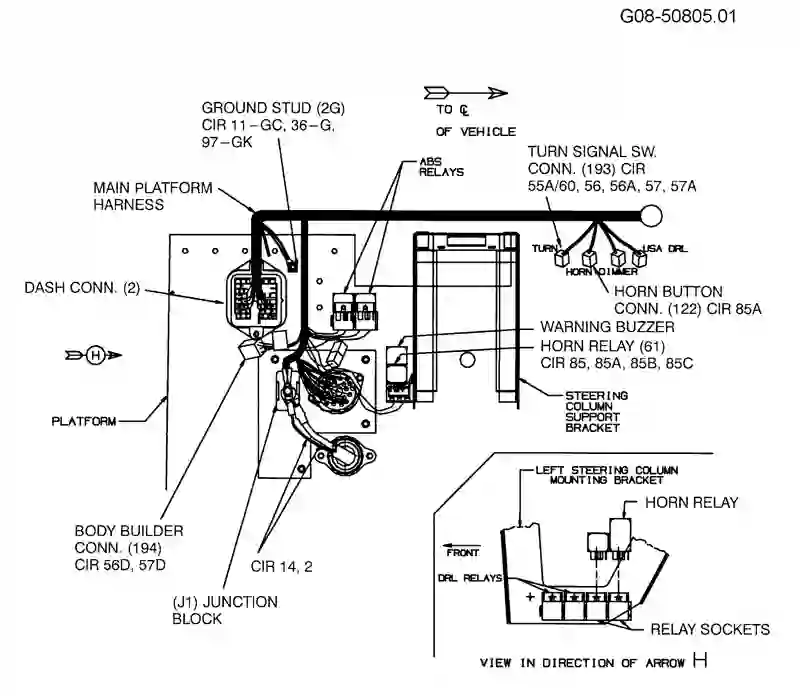 G08-50805.01
TO ℄
OF VEHICLE
GROUND STUD (2G)
CIR 11-GC, 36-G,
97-GK
ABS
RELAYS
TURN SIGNAL SW.
CONN. (193) CIR
55A/60, 56, 56A, 57, 57A
MAIN PLATFORM
HARNESS
TURN
USA DRL
HORN
DIMMER
DASH CONN. (2)
HORN BUTTON
CONN. (122) CIR 85A
WARNING BUZZER
HORN RELAY (61)
CIR 85, 85A, 85B, 85C
H
STEERING
COLUMN
SUPPORT
BRACKET
PLATFORM
LEFT STEERING COLUMN
MOUNTING BRACKET
HORN RELAY
BODY BUILDER
CONN. (194)
CIR 56D, 57D
CIR 14, 2
FRONT
DRL RELAYS
+
(J1) JUNCTION
BLOCK
RELAY SOCKETS
VIEW IN DIRECTION OF ARROW H